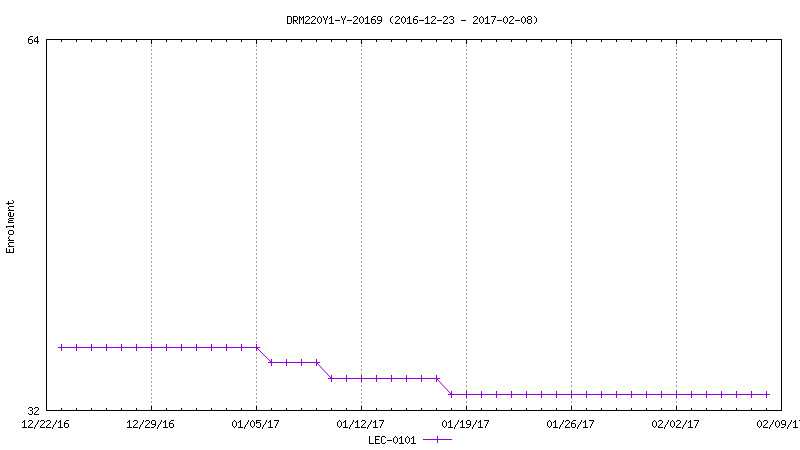 DRM220Y1-Y-20169 (2016-12-23 - 2017-02-08)
64
Enrolment
32
12/22/16 12/29/16 01/05/17 01/12/17 01/19/17 01/26/17 02/02/17 02/09/1
LEC-0101